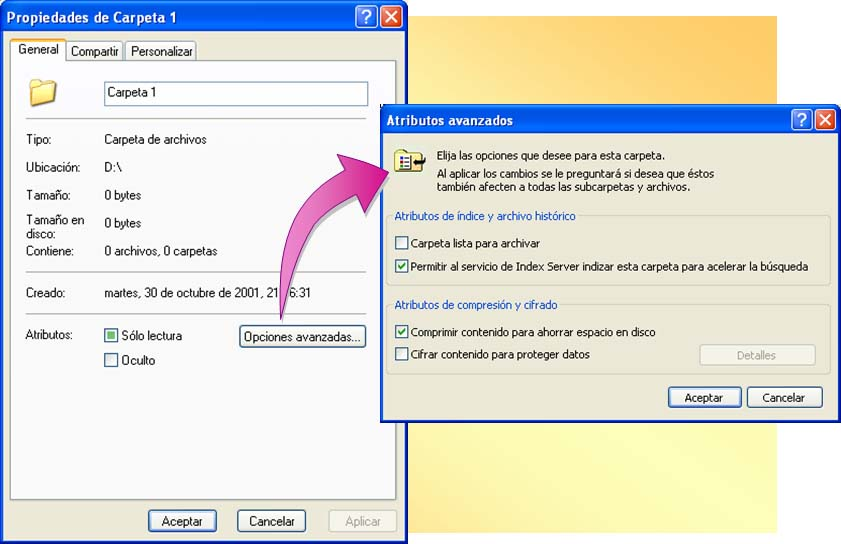 Propiedades de Carpeta 1
General
Compartir
Personalizar
Carpeta 1
Tipo: Carpeta de archivos
Ubicación: D:\
Tamaño: 0 bytes
Tamaño en disco: 0 bytes
Contiene: 0 archivos, 0 carpetas
Creado: martes, 30 de octubre de 2001, 21 6:31
Atributos: Sólo lectura
Opciones avanzadas...
Oculto
Aceptar
Cancelar
Aplicar
Atributos avanzados
Elija las opciones que desee para esta carpeta.
Al aplicar los cambios se le preguntará si desea que éstos
también afecten a todas las subcarpetas y archivos.
Atributos de índice y archivo histórico
Carpeta lista para archivar
Permitir al servicio de Index Server indizar esta carpeta para acelerar la búsqueda
Atributos de compresión y cifrado
Comprimir contenido para ahorrar espacio en disco
Cifrar contenido para proteger datos
Detalles
Aceptar
Cancelar